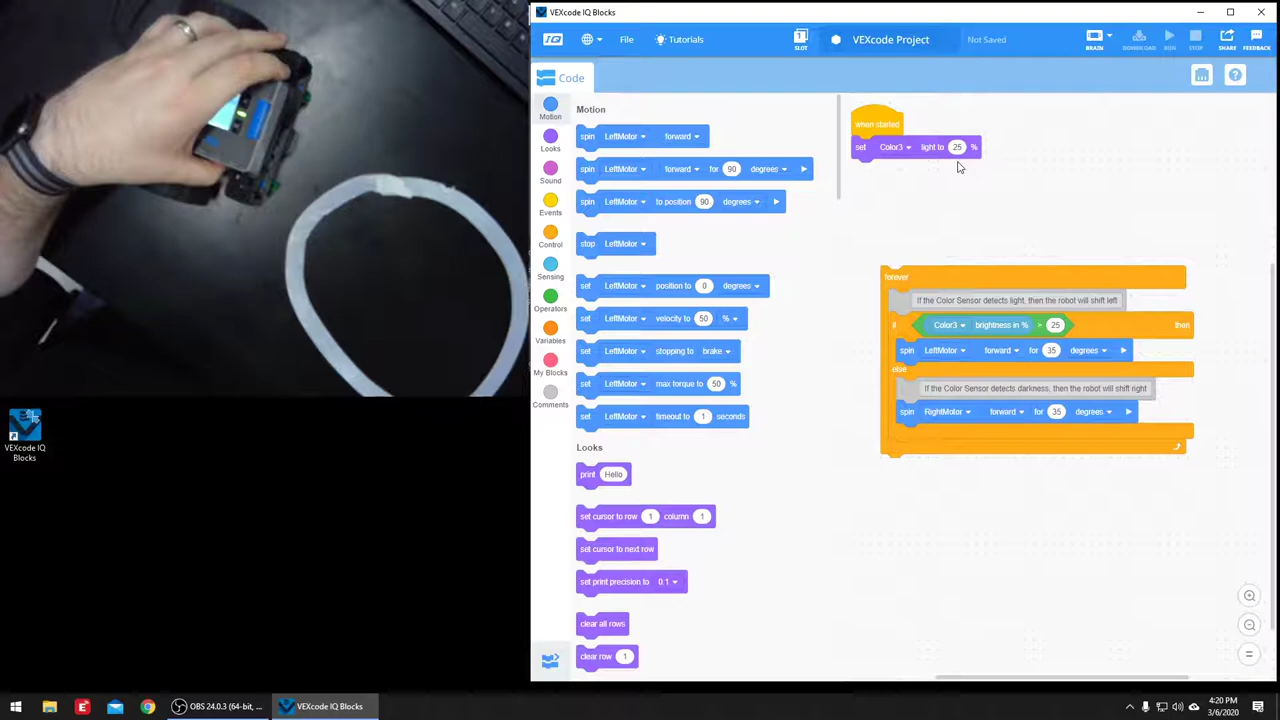 VEXcode IQ Blocks
IQ
File
Tutorials
1
SLOT
VEXcode Project
Not Saved
BRAIN
DOWNLOAD
RUN
STOP
SHARE
FEEDBACK
Code
Motion
Looks
Sound
Events
Control
Sensing
Operators
Variables
My Blocks
Comments
Motion
spin LeftMotor forward
spin LeftMotor forward for 90 degrees
spin LeftMotor to position 90 degrees
stop LeftMotor
set LeftMotor position to 0 degrees
set LeftMotor velocity to 50 %
set LeftMotor stopping to brake
set LeftMotor max torque to 50 %
set LeftMotor timeout to 1 seconds
Looks
print Hello
set cursor to row 1 column 1
set cursor to next row
set print precision to 0.1
clear all rows
clear row 1
when started
set Color3 light to 25 %
forever
If the Color Sensor detects light, then the robot will shift left
if Color3 brightness in % > 25 then
spin LeftMotor forward for 35 degrees
else
If the Color Sensor detects darkness, then the robot will shift right
spin RightMotor forward for 35 degrees
VEXcode IQ
Blocks
OBS 24.0.3 (64-bit, ...
VEXcode IQ Blocks
4:20 PM
3/6/2020